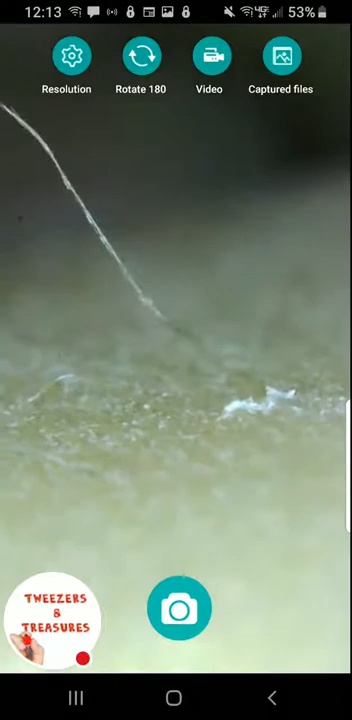 12:13
53%
Resolution
Rotate 180
Video
Captured files
TWEEZERS
&
TREASURES